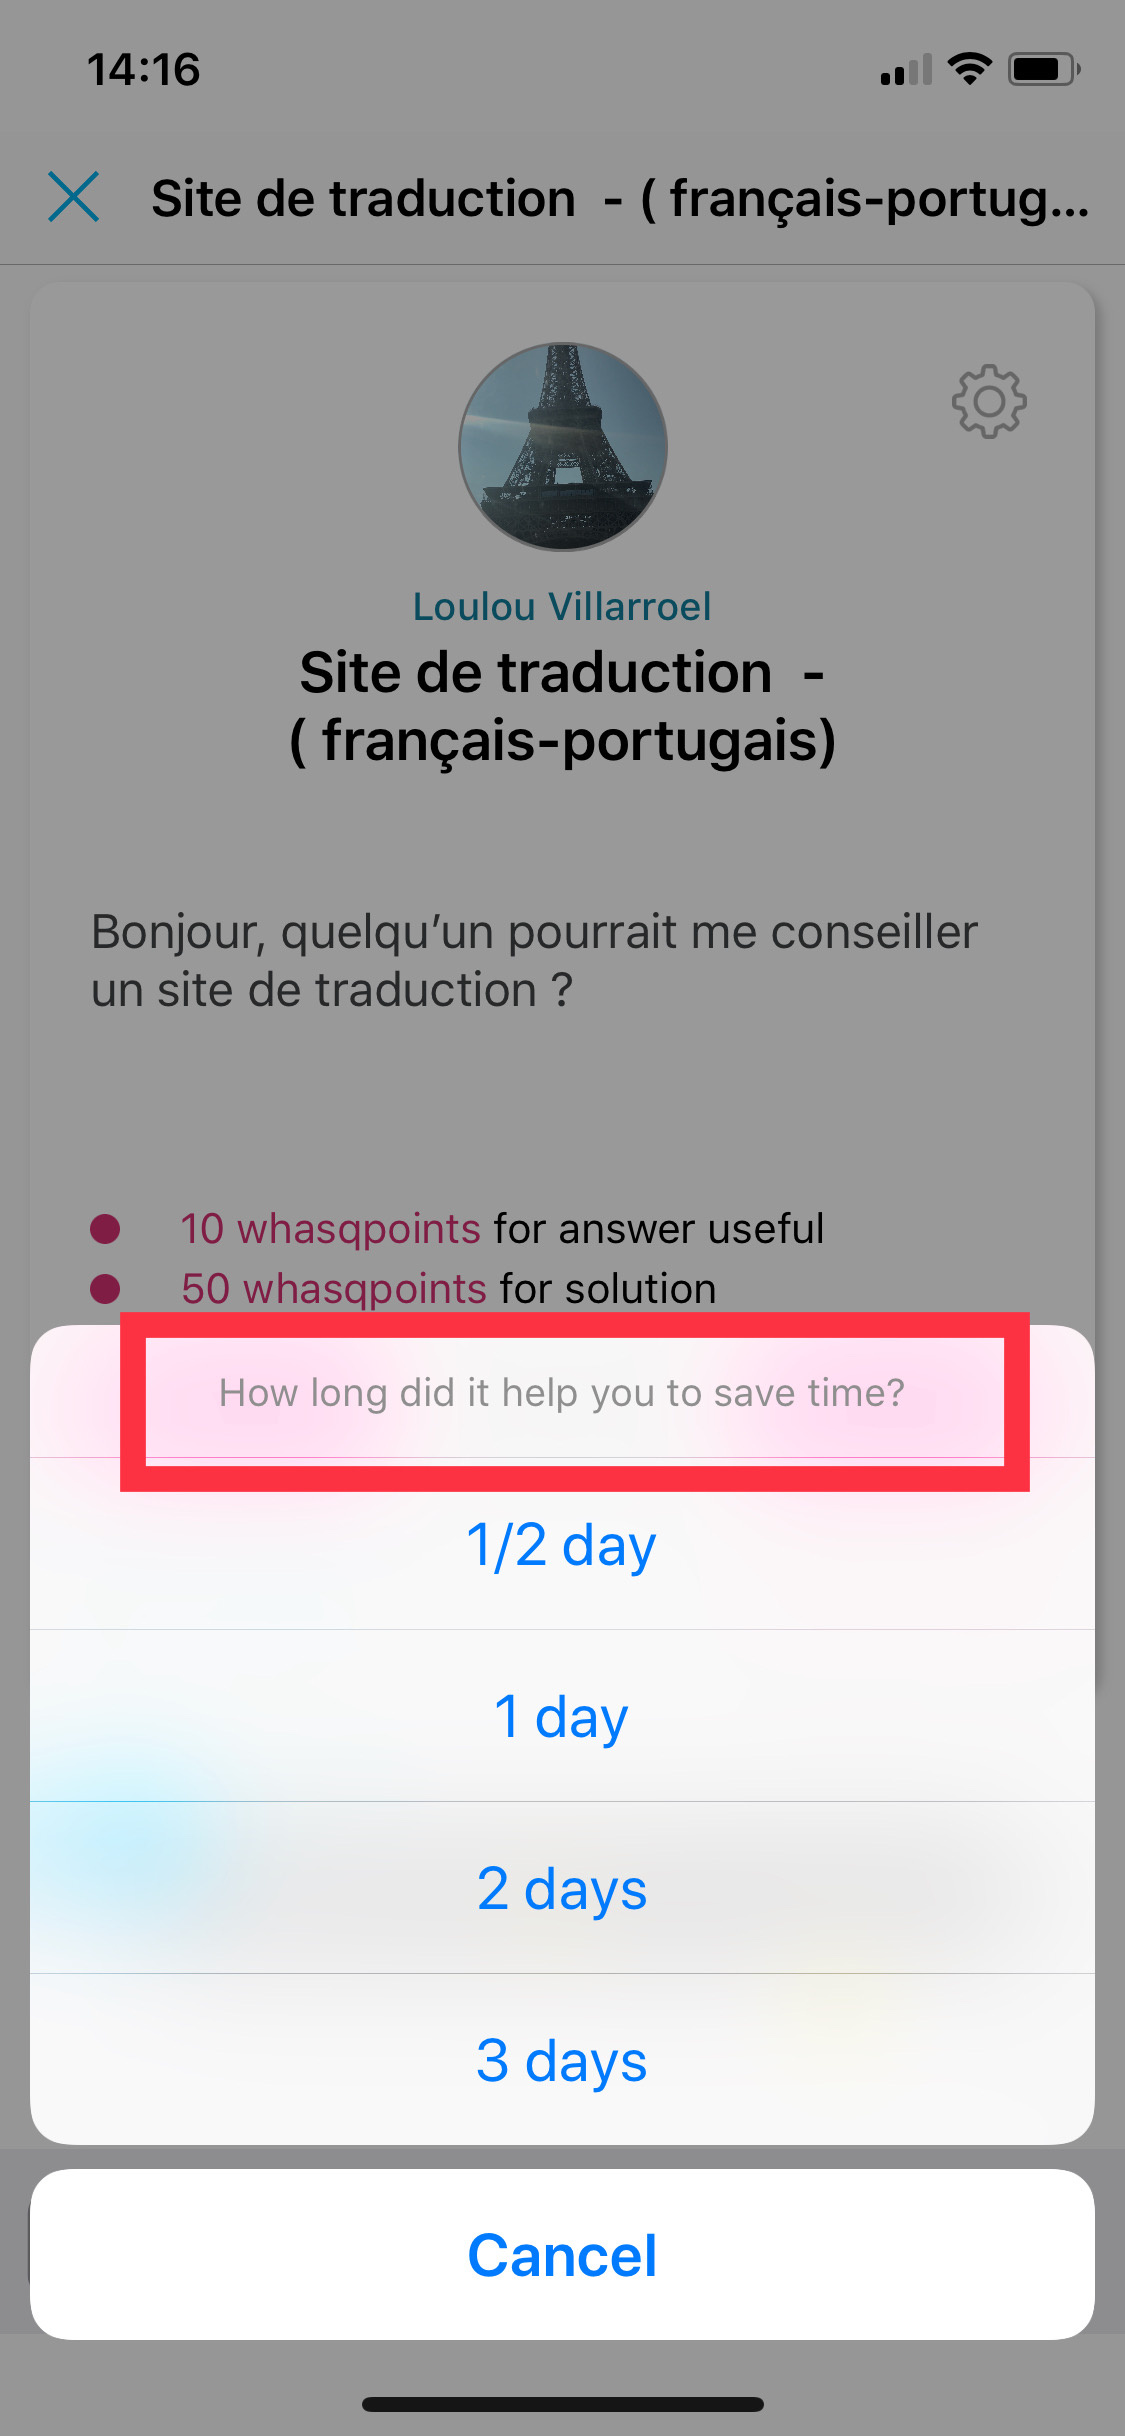 14:16
Site de traduction - ( français-portug...
Loulou Villarroel
Site de traduction -
( français-portugais)
Bonjour, quelqu’un pourrait me conseiller
un site de traduction ?
10 whasqpoints for answer useful
50 whasqpoints for solution
How long did it help you to save time?
1/2 day
1 day
2 days
3 days
Cancel